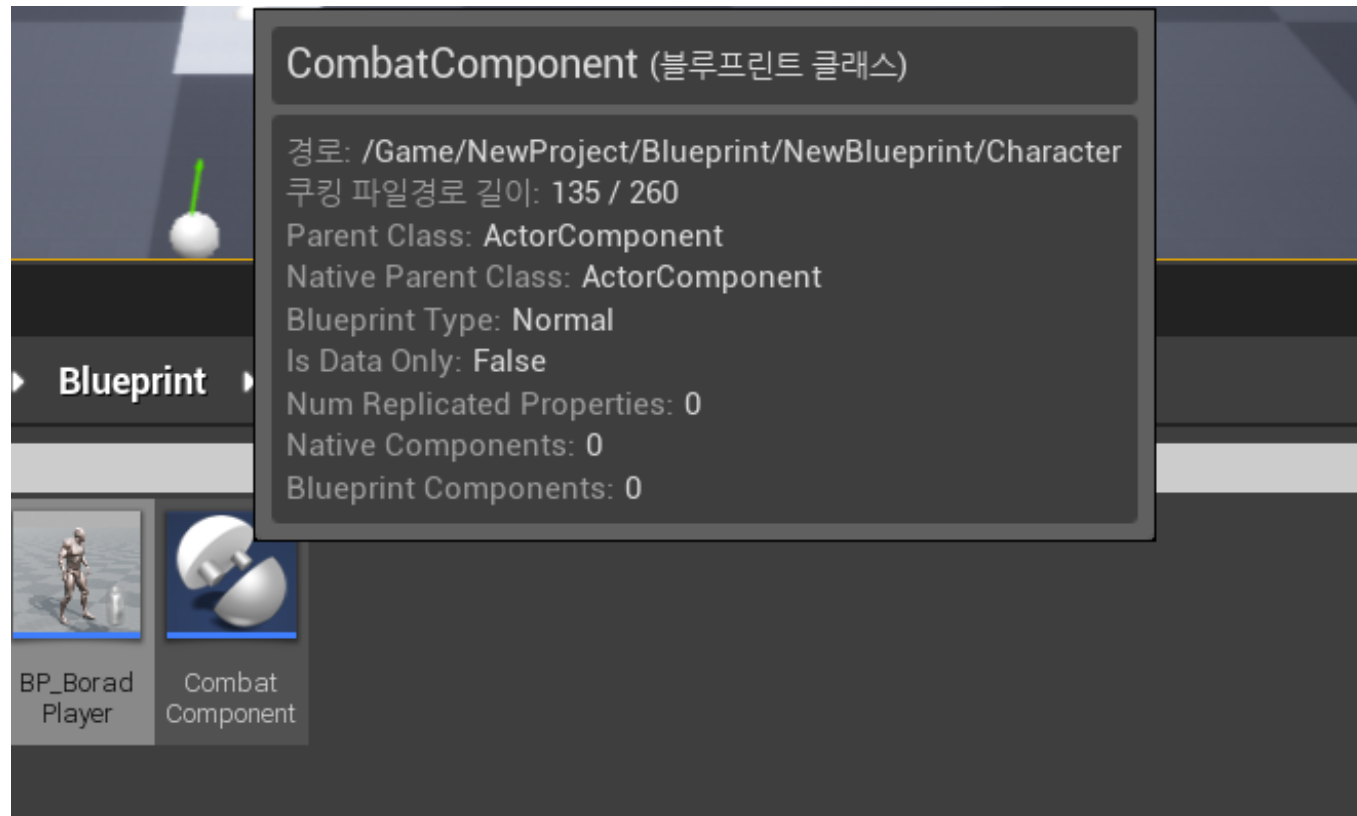 CombatComponent (블루프린트 클래스)
경로: /Game/NewProject/Blueprint/NewBlueprint/Character
쿠킹 파일경로 길이: 135 / 260
Parent Class: ActorComponent
Native Parent Class: ActorComponent
Blueprint Type: Normal
Is Data Only: False
Num Replicated Properties: 0
Native Components: 0
Blueprint Components: 0
Blueprint
BP_Borad
Player
Combat
Component